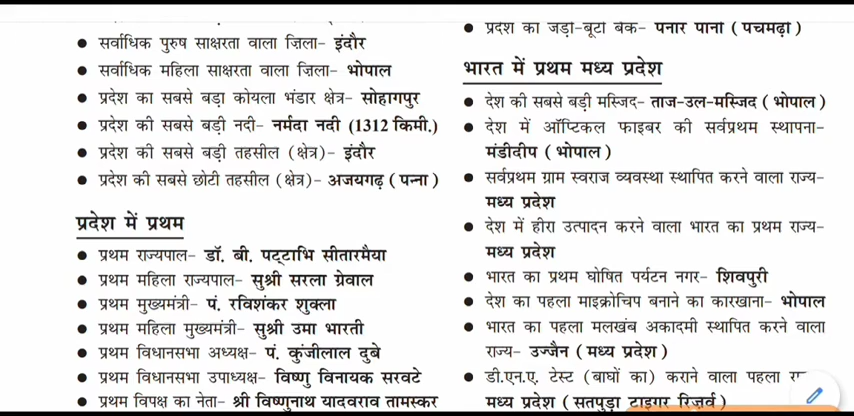 ● सर्वाधिक पुरुष साक्षरता वाला ज़िला- इंदौर
● सर्वाधिक महिला साक्षरता वाला ज़िला- भोपाल
● प्रदेश का सबसे बड़ा कोयला भंडार क्षेत्र- सोहागपुर
● प्रदेश की सबसे बड़ी नदी- नर्मदा नदी (1312 किमी.)
● प्रदेश की सबसे बड़ी तहसील (क्षेत्र)- इंदौर
● प्रदेश की सबसे छोटी तहसील (क्षेत्र)- अजयगढ़ (पन्ना)
प्रदेश में प्रथम
● प्रथम राज्यपाल- डॉ. बी. पट्टाभि सीतारमैया
● प्रथम महिला राज्यपाल- सुश्री सरला ग्रेवाल
● प्रथम मुख्यमंत्री- पं. रविशंकर शुक्ला
● प्रथम महिला मुख्यमंत्री- सुश्री उमा भारती
● प्रथम विधानसभा अध्यक्ष- पं. कुंजीलाल दुबे
● प्रथम विधानसभा उपाध्यक्ष- विष्णु विनायक सरवटे
● प्रथम विपक्ष का नेता- श्री विष्णुनाथ यादवराव तामस्कर
● प्रदेश का जड़ी-बूटी बैंक- पनार पानी (पचमढ़ी)
भारत में प्रथम मध्य प्रदेश
● देश की सबसे बड़ी मस्जिद- ताज-उल-मस्जिद (भोपाल)
● देश में ऑप्टिकल फाइबर की सर्वप्रथम स्थापना-
मंडीदीप (भोपाल)
● सर्वप्रथम ग्राम स्वराज व्यवस्था स्थापित करने वाला राज्य-
मध्य प्रदेश
● देश में हीरा उत्पादन करने वाला भारत का प्रथम राज्य-
मध्य प्रदेश
● भारत का प्रथम घोषित पर्यटन नगर- शिवपुरी
● देश का पहला माइक्रोचिप बनाने का कारखाना- भोपाल
● भारत का पहला मलखंब अकादमी स्थापित करने वाला
राज्य- उज्जैन (मध्य प्रदेश)
● डी.एन.ए. टेस्ट (बाघों का) कराने वाला पहला
मध्य प्रदेश (सतपुड़ा टाइगर रिज़र्व)